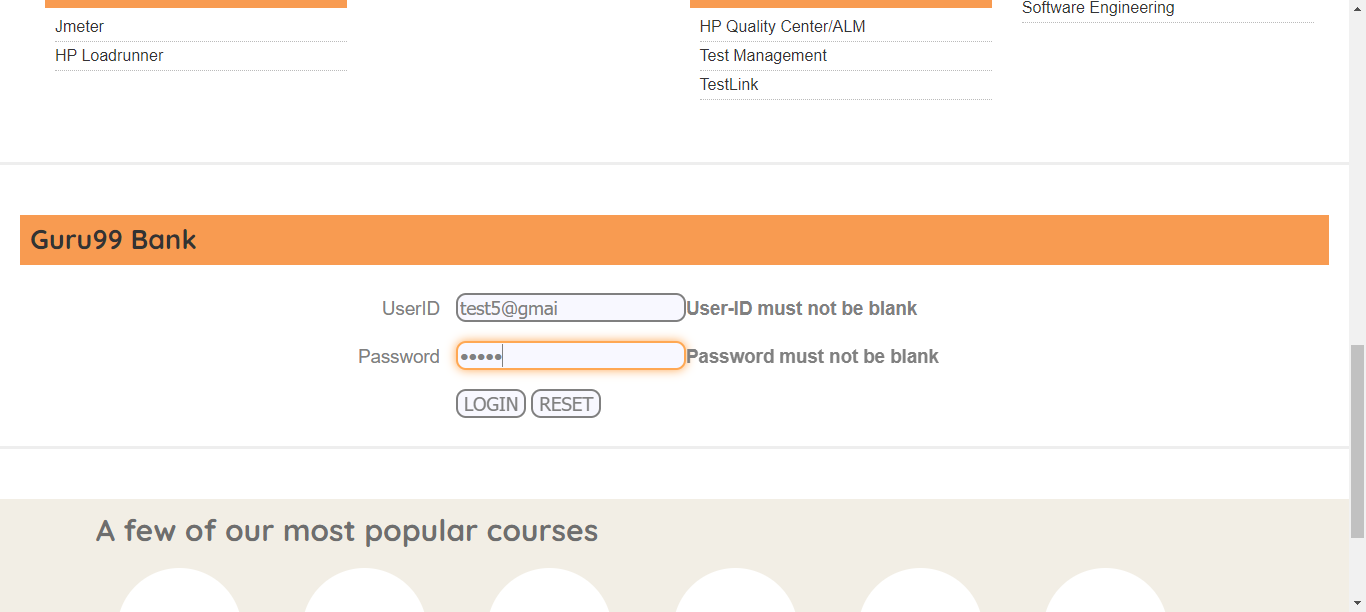 Jmeter
HP Loadrunner
HP Quality Center/ALM
Test Management
TestLink
Software Engineering
Guru99 Bank
UserID test5@gmai User-ID must not be blank
Password ••••• Password must not be blank
LOGIN RESET
A few of our most popular courses